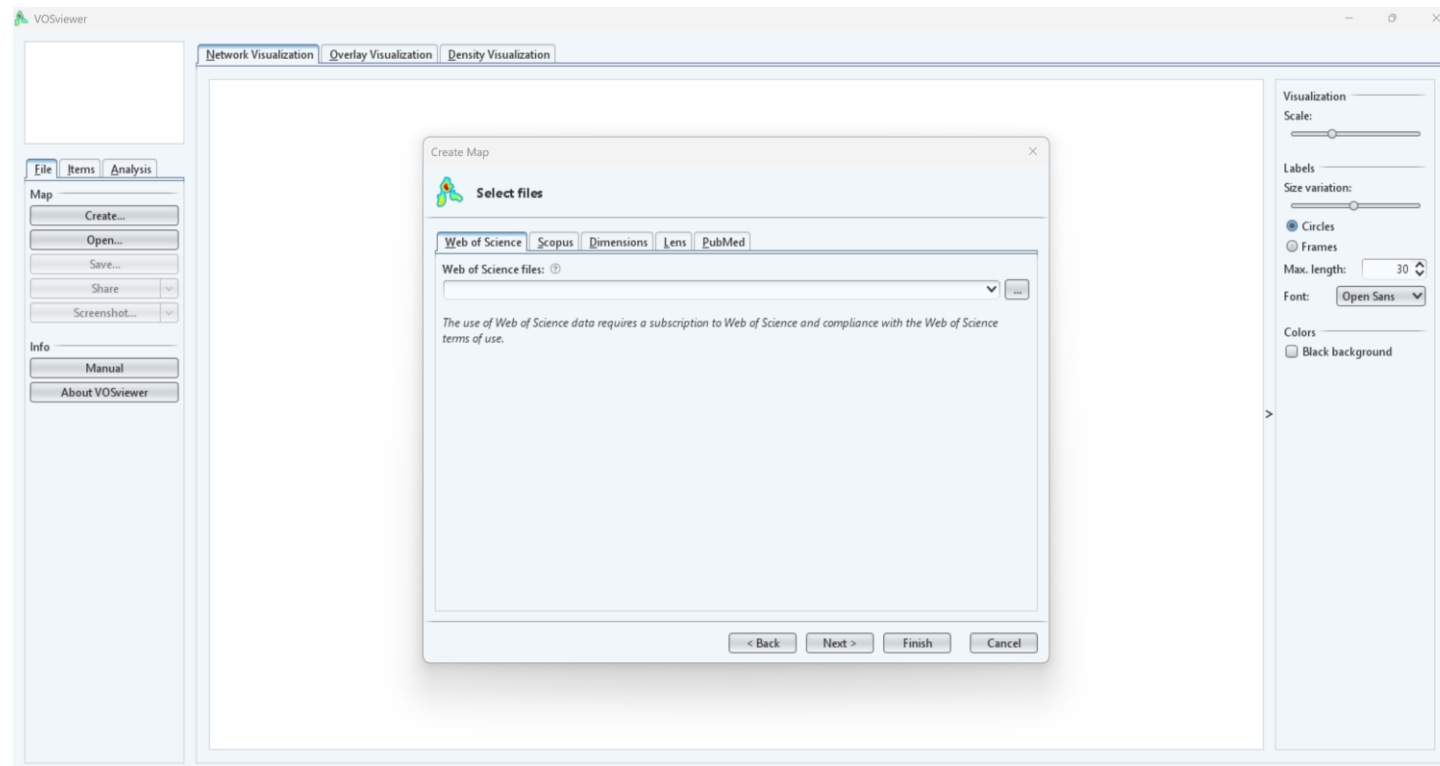 VOSviewer
Network Visualization Overlay Visualization Density Visualization
File Items Analysis
Map
Create...
Open...
Save...
Share
Screenshot...
Info
Manual
About VOSviewer
Create Map
Select files
Web of Science Scopus Dimensions Lens PubMed
Web of Science files: ?
...
The use of Web of Science data requires a subscription to Web of Science and compliance with the Web of Science
terms of use.
< Back Next > Finish Cancel
>
Visualization
Scale:
Labels
Size variation:
Circles
Frames
Max. length: 30
Font: Open Sans
Colors
Black background